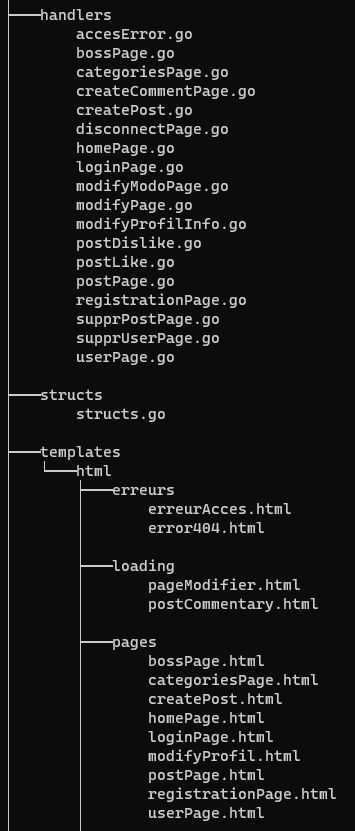 handlers
accesError.go
bossPage.go
categoriesPage.go
createCommentPage.go
createPost.go
disconnectPage.go
homePage.go
loginPage.go
modifyModoPage.go
modifyPage.go
modifyProfilInfo.go
postDislike.go
postLike.go
postPage.go
registrationPage.go
supprPostPage.go
supprUserPage.go
userPage.go
structs
structs.go
templates
html
erreurs
erreurAcces.html
error404.html
loading
pageModifier.html
postCommentary.html
pages
bossPage.html
categoriesPage.html
createPost.html
homePage.html
loginPage.html
modifyProfil.html
postPage.html
registrationPage.html
userPage.html